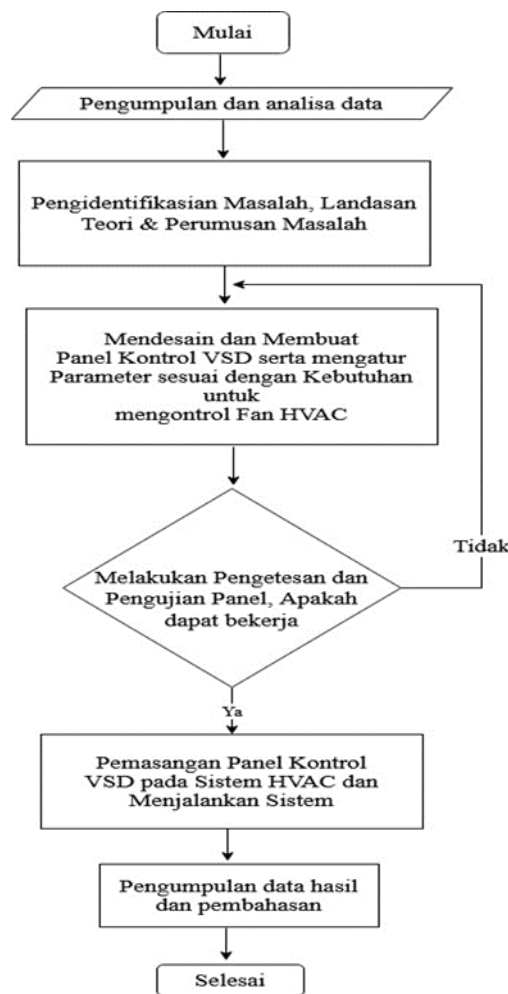 Mulai
Pengumpulan dan analisa data
Pengidentifikasian Masalah, Landasan
Teori & Perumusan Masalah
Mendesain dan Membuat
Panel Kontrol VSD serta mengatur
Parameter sesuai dengan Kebutuhan
untuk
mengontrol Fan HVAC
Melakukan Pengetesan dan
Pengujian Panel, Apakah
dapat bekerja
Tidak
Ya
Pemasangan Panel Kontrol
VSD pada Sistem HVAC dan
Menjalankan Sistem
Pengumpulan data hasil
dan pembahasan
Selesai